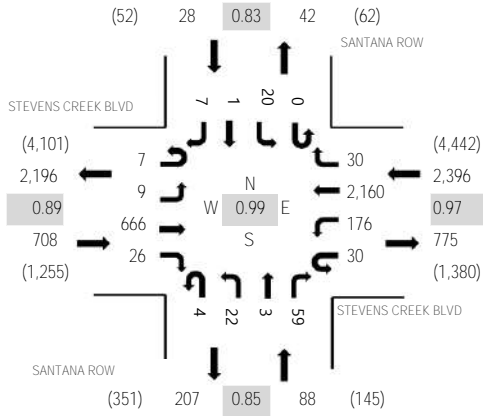 (52) 28 0.83 42 (62)
SANTANA ROW
STEVENS CREEK BLVD
7 1 20 0
(4,101) 7 30 (4,442)
2,196 9 N 2,160 2,396
0.89 W 0.99 E 0.97
708 666 S 176 775
(1,255) 26 30 (1,380)
4 22 3 59
STEVENS CREEK BLVD
SANTANA ROW
(351) 207 0.85 88 (145)